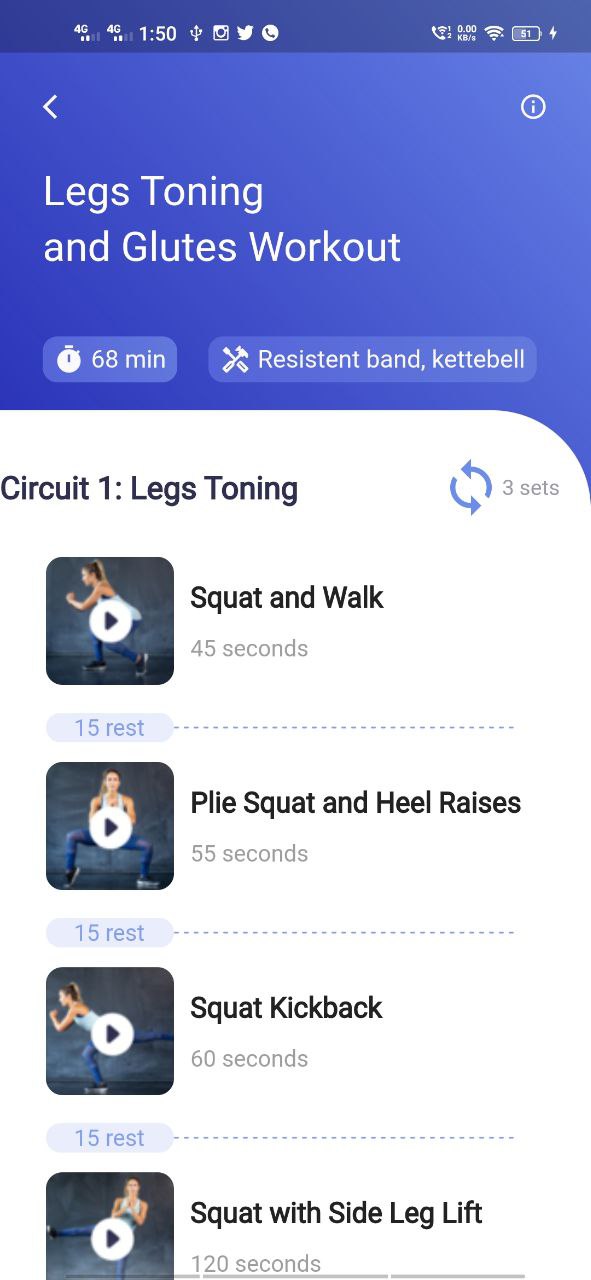 4G 4G 1:50 0.00 KB/s 51
Legs Toning
and Glutes Workout
68 min Resistent band, kettebell
Circuit 1: Legs Toning 3 sets
Squat and Walk
45 seconds
15 rest
Plie Squat and Heel Raises
55 seconds
15 rest
Squat Kickback
60 seconds
15 rest
Squat with Side Leg Lift
120 seconds